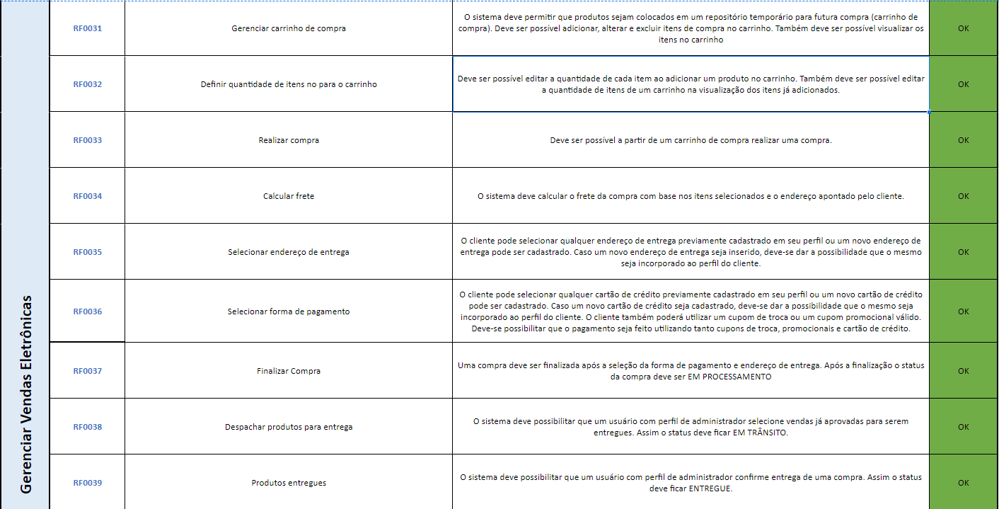 Gerenciar Vendas Eletrônicas
RF0031
Gerenciar carrinho de compra
O sistema deve permitir que produtos sejam colocados em um repositório temporário para futura compra (carrinho de
compra). Deve ser possível adicionar, alterar e excluir itens de compra no carrinho. Também deve ser possível visualizar os
itens no carrinho
OK
RF0032
Definir quantidade de itens no para o carrinho
Deve ser possível editar a quantidade de cada item ao adicionar um produto no carrinho. Também deve ser possível editar
a quantidade de itens de um carrinho na visualização dos itens já adicionados.
OK
RF0033
Realizar compra
Deve ser possível a partir de um carrinho de compra realizar uma compra.
OK
RF0034
Calcular frete
O sistema deve calcular o frete da compra com base nos itens selecionados e o endereço apontado pelo cliente.
OK
RF0035
Selecionar endereço de entrega
O cliente pode selecionar qualquer endereço de entrega previamente cadastrado em seu perfil ou um novo endereço de
entrega pode ser cadastrado. Caso um novo endereço de entrega seja inserido, deve-se dar a possibilidade que o mesmo
seja incorporado ao perfil do cliente.
OK
RF0036
Selecionar forma de pagamento
O cliente pode selecionar qualquer cartão de crédito previamente cadastrado em seu perfil ou um novo cartão de crédito
pode ser cadastrado. Caso um novo cartão de crédito seja cadastrado, deve-se dar a possibilidade que o mesmo seja
incorporado ao perfil do cliente. O cliente também poderá utilizar um cupom de troca ou um cupom promocional válido.
Deve-se possibilitar que o pagamento seja feito utilizando tanto cupons de troca, promocionais e cartão de crédito.
OK
RF0037
Finalizar Compra
Uma compra deve ser finalizada após a seleção da forma de pagamento e endereço de entrega. Após a finalização o status
da compra deve ser EM PROCESSAMENTO
OK
RF0038
Despachar produtos para entrega
O sistema deve possibilitar que um usuário com perfil de administrador selecione vendas já aprovadas para serem
entregues. Assim o status deve ficar EM TRÂNSITO.
OK
RF0039
Produtos entregues
O sistema deve possibilitar que um usuário com perfil de administrador confirme entrega de uma compra. Assim o status
deve ficar ENTREGUE.
OK